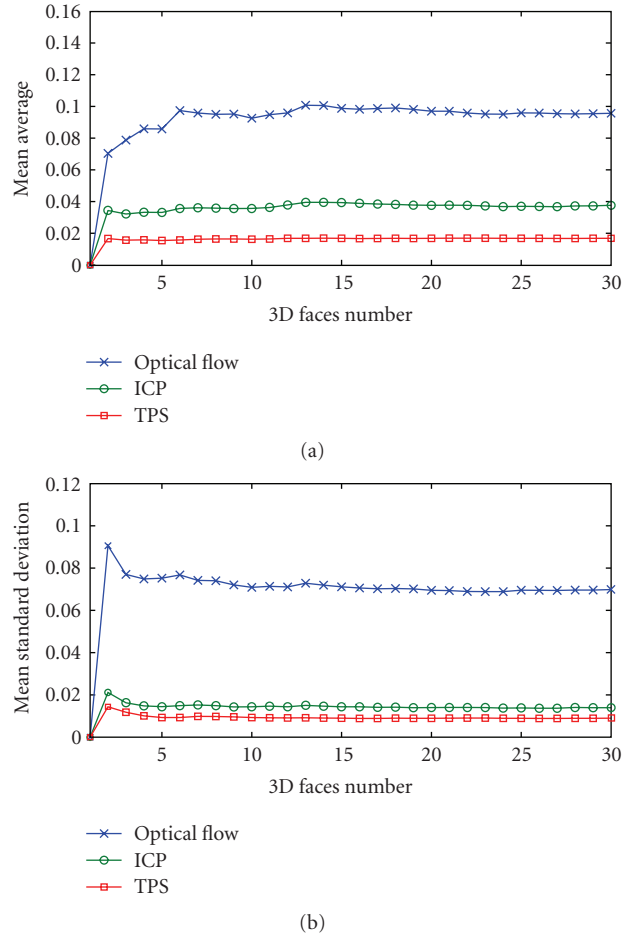 0.16
0.14
0.12
0.1
0.08
0.06
0.04
0.02
0
Mean average
5 10 15 20 25 30
3D faces number
Optical flow
ICP
TPS
(a)
0.12
0.1
0.08
0.06
0.04
0.02
0
Mean standard deviation
5 10 15 20 25 30
3D faces number
Optical flow
ICP
TPS
(b)